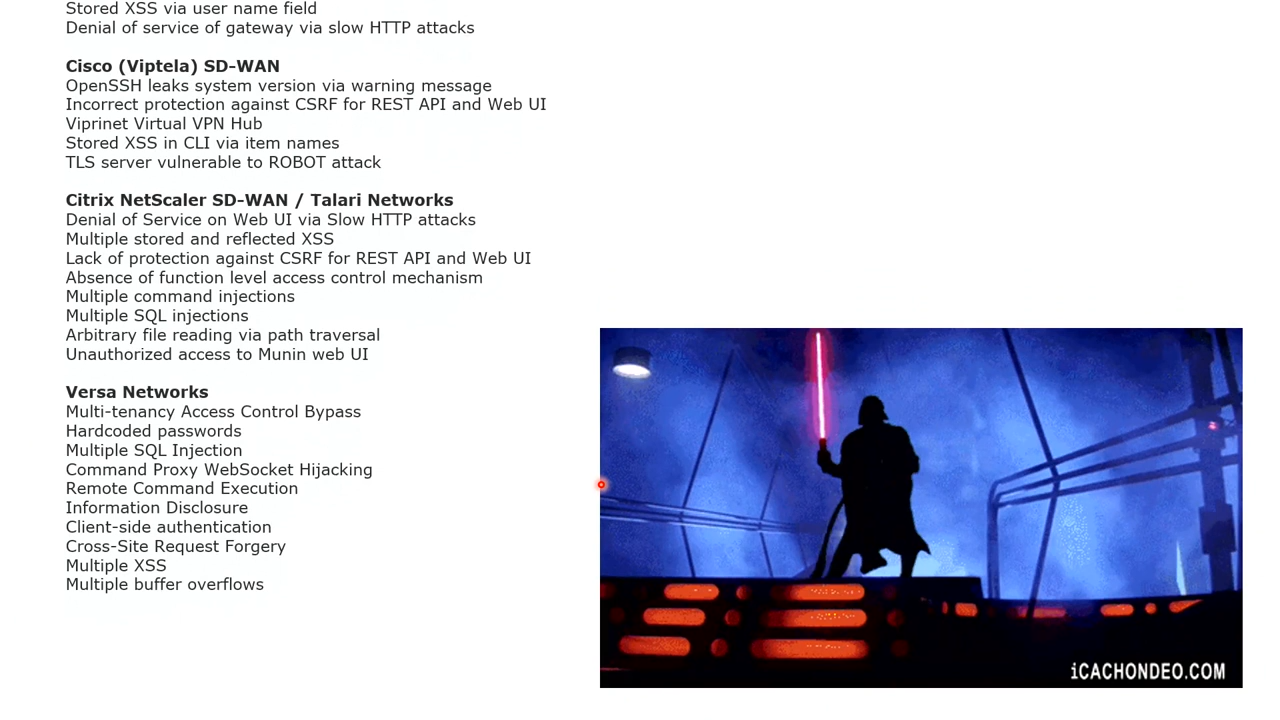 Stored XSS via user name field
Denial of service of gateway via slow HTTP attacks
Cisco (Viptela) SD-WAN
OpenSSH leaks system version via warning message
Incorrect protection against CSRF for REST API and Web UI
Viprinet Virtual VPN Hub
Stored XSS in CLI via item names
TLS server vulnerable to ROBOT attack
Citrix NetScaler SD-WAN / Talari Networks
Denial of Service on Web UI via Slow HTTP attacks
Multiple stored and reflected XSS
Lack of protection against CSRF for REST API and Web UI
Absence of function level access control mechanism
Multiple command injections
Multiple SQL injections
Arbitrary file reading via path traversal
Unauthorized access to Munin web UI
Versa Networks
Multi-tenancy Access Control Bypass
Hardcoded passwords
Multiple SQL Injection
Command Proxy WebSocket Hijacking
Remote Command Execution
Information Disclosure
Client-side authentication
Cross-Site Request Forgery
Multiple XSS
Multiple buffer overflows
iCACHONDEO.COM